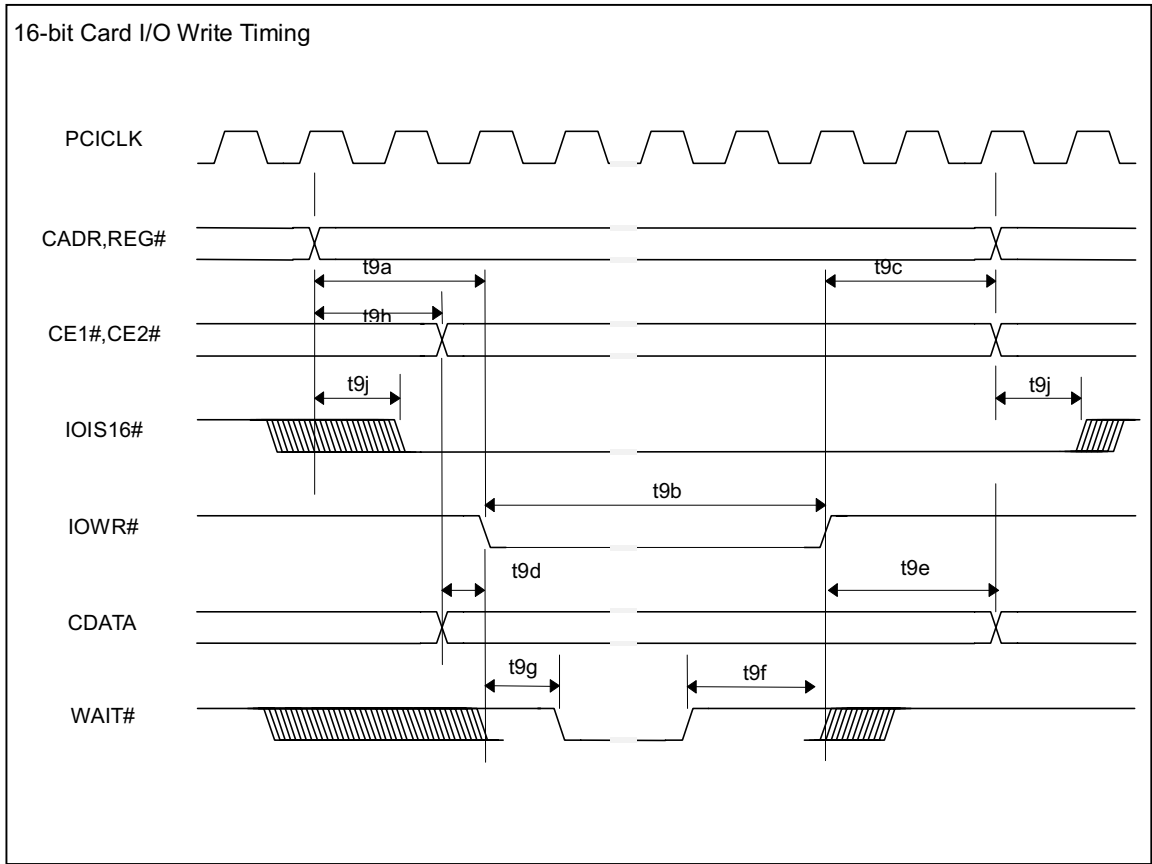 16-bit Card I/O Write Timing
PCICLK
CADR,REG#
t9a
t9c
t9h
CE1#,CE2#
t9j
t9j
IOIS16#
t9b
IOWR#
t9d
t9e
CDATA
t9g
t9f
WAIT#